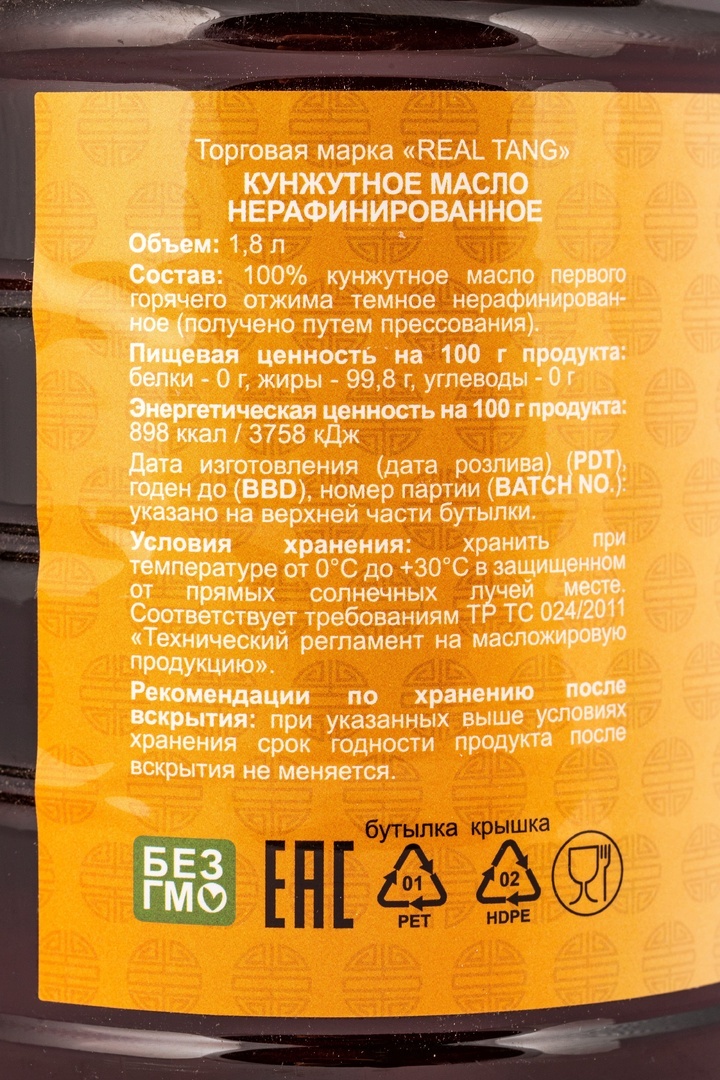 Торговая марка «REAL TANG»
КУНЖУТНОЕ МАСЛО
НЕРАФИНИРОВАННОЕ
Объем: 1,8 л
Состав: 100% кунжутное масло первого
горячего отжима темное нерафинирован-
ное (получено путем прессования).
Пищевая ценность на 100 г продукта:
белки - 0 г, жиры - 99,8 г, углеводы - 0 г
Энергетическая ценность на 100 г продукта:
898 ккал / 3758 кДж
Дата изготовления (дата розлива) (PDT),
годен до (BBD), номер партии (BATCH NO.):
указано на верхней части бутылки.
Условия хранения: хранить при
температуре от 0°C до +30°C в защищенном
от прямых солнечных лучей месте.
Соответствует требованиям ТР ТС 024/2011
«Технический регламент на масложировую
продукцию».
Рекомендации по хранению после
вскрытия: при указанных выше условиях
хранения срок годности продукта после
вскрытия не меняется.
бутылка крышка
БЕЗ
ГМО
EAC
01
PET
02
HDPE